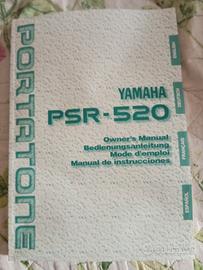 PORTATONE
YAMAHA
PSR-520
Owner's Manual
Bedienungsanleitung
Mode d'emploi
Manual de instrucciones
ENGLISH
DEUTSCH
FRANÇAIS
ESPAÑOL